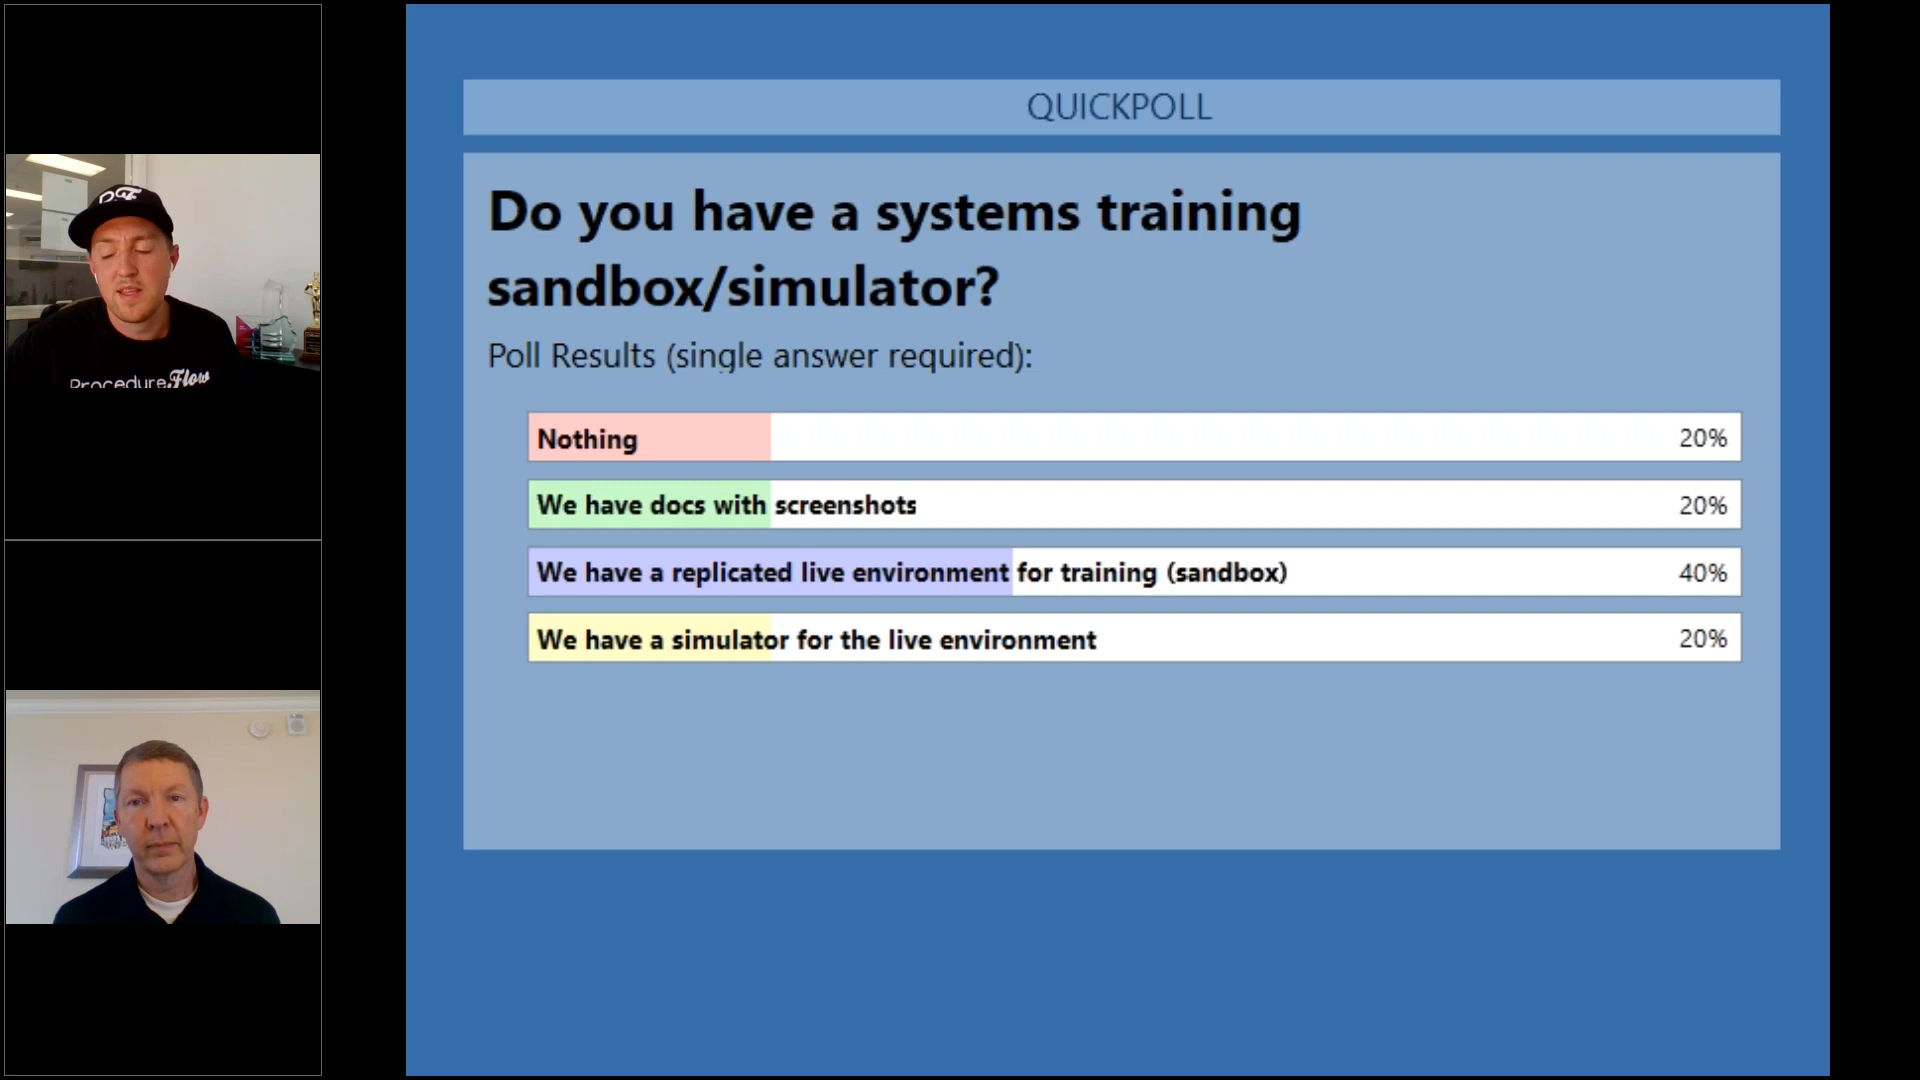 PF
ProcedureFlow
QUICKPOLL
Do you have a systems training
sandbox/simulator?
Poll Results (single answer required):
Nothing 20%
We have docs with screenshots 20%
We have a replicated live environment for training (sandbox) 40%
We have a simulator for the live environment 20%